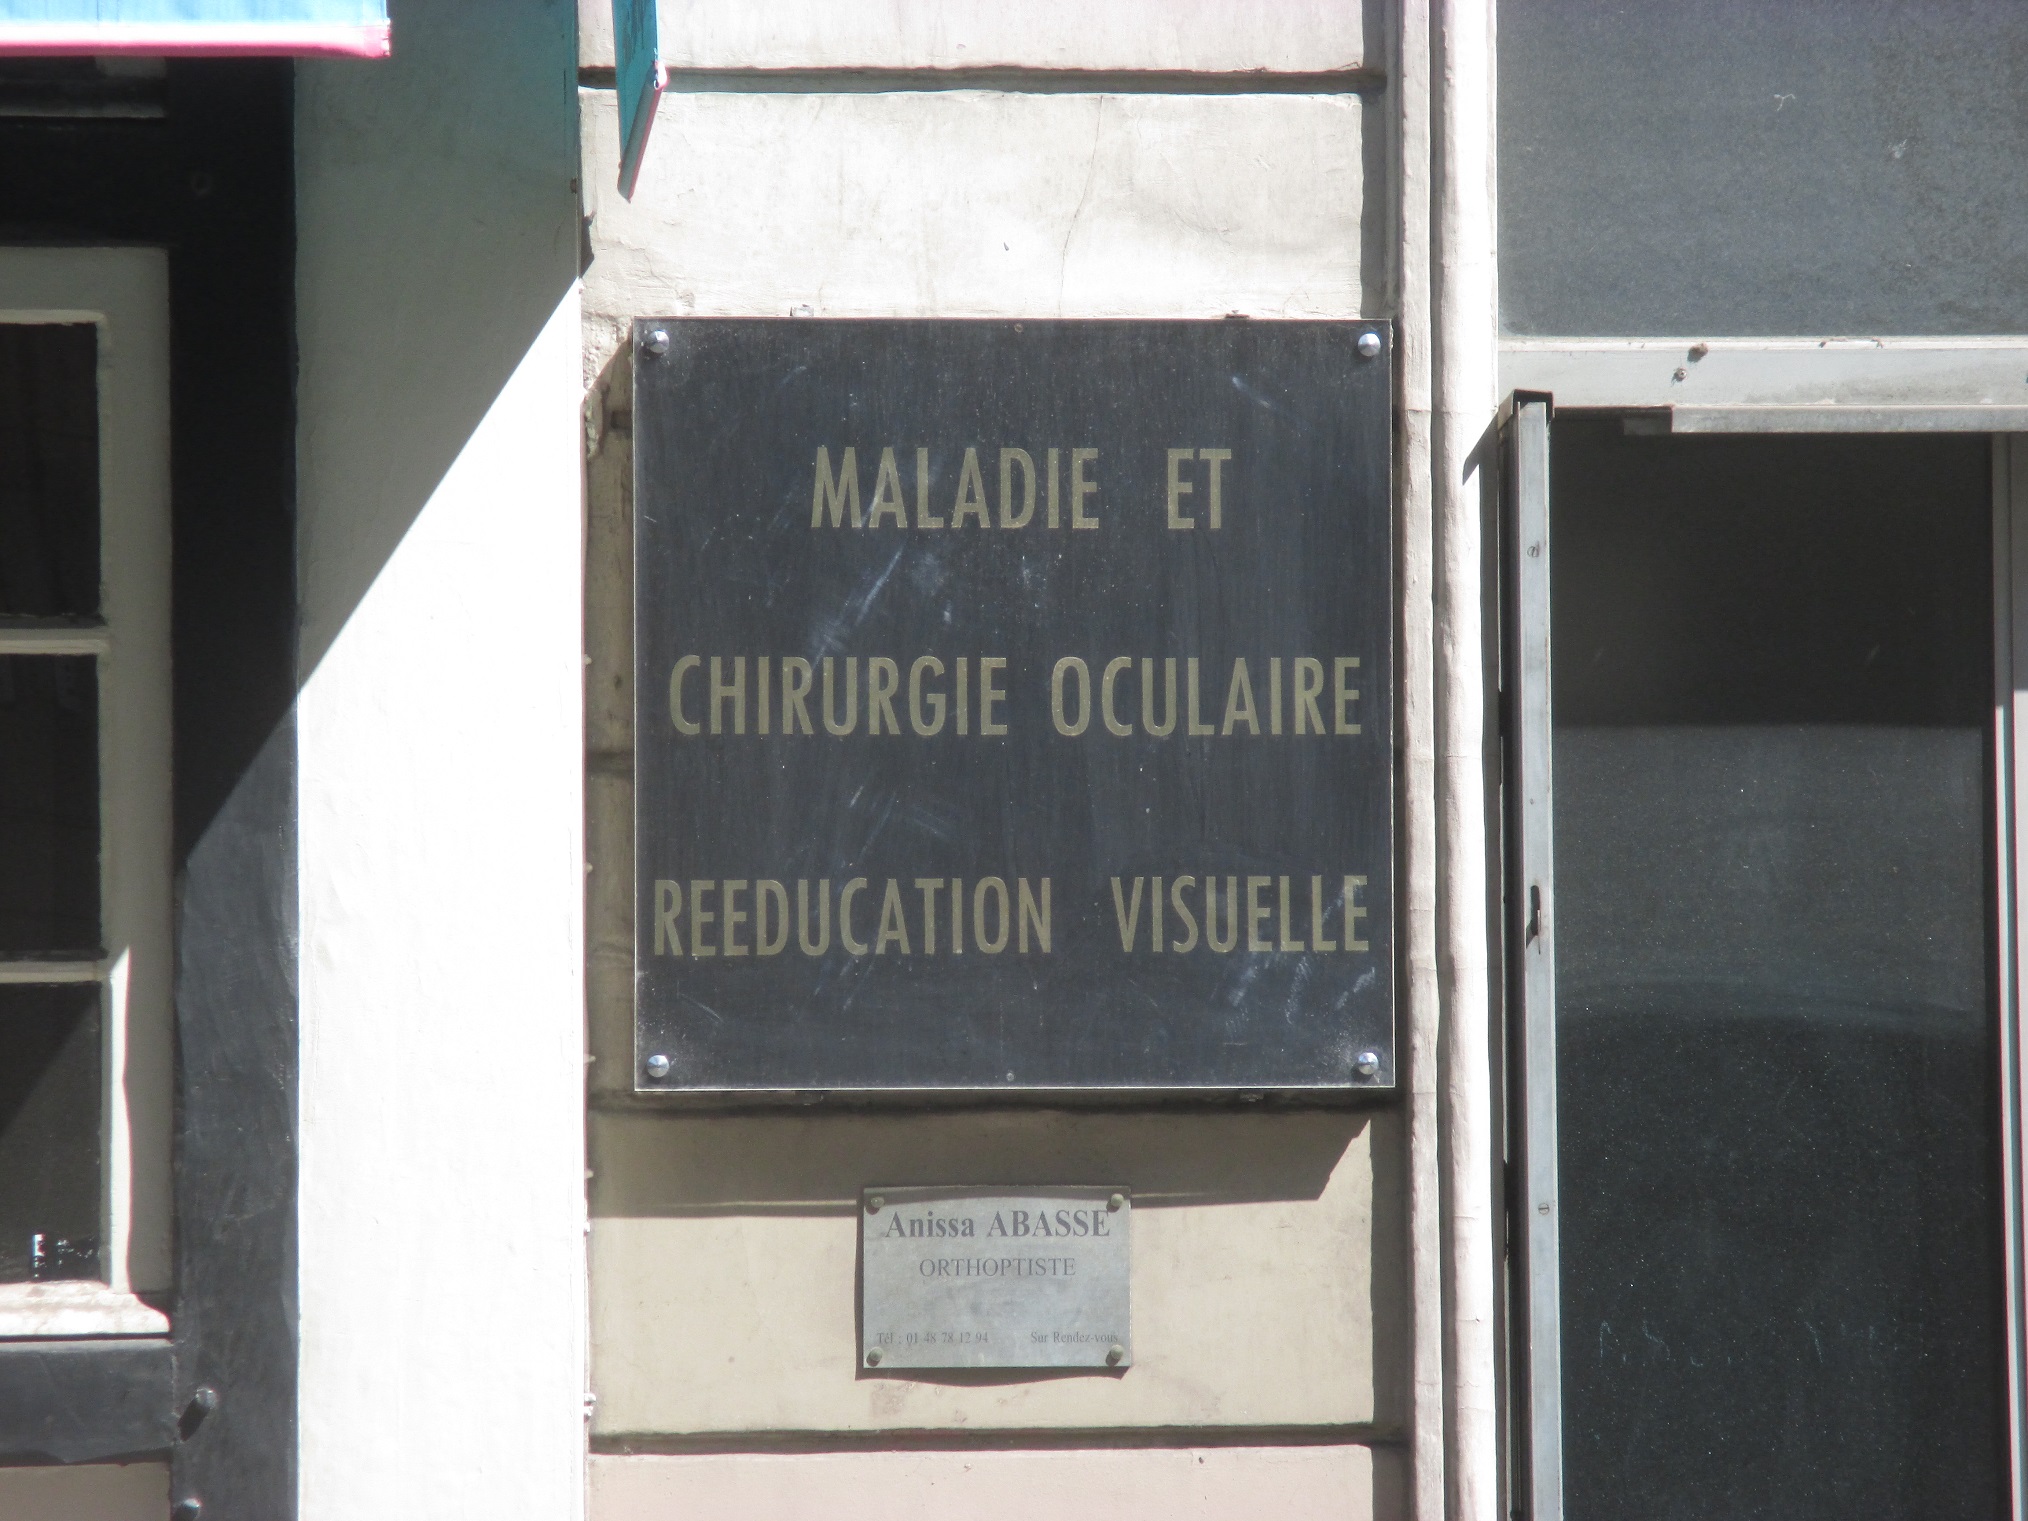 MALADIE ET
CHIRURGIE OCULAIRE
REEDUCATION VISUELLE
Anissa ABASSE
ORTHOPTISTE
Tél : 01 48 78 12 94 Sur Rendez-vous